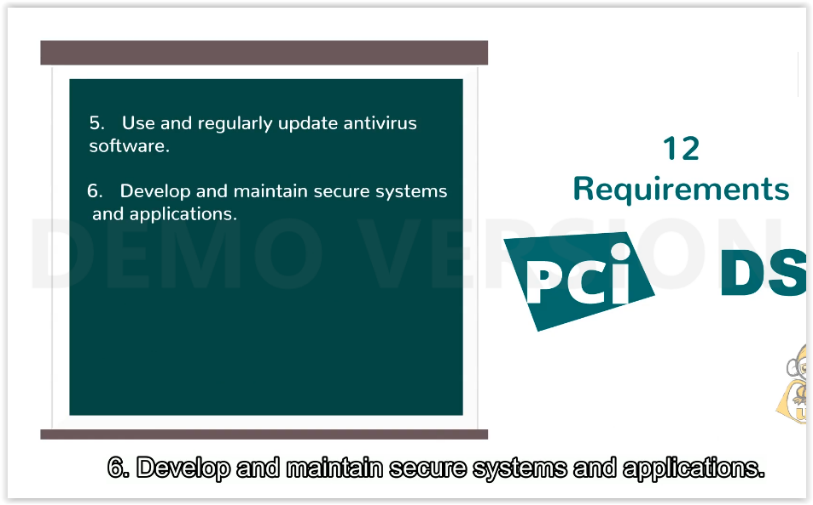 5. Use and regularly update antivirus
software.
6. Develop and maintain secure systems
and applications.
12
Requirements
PCi DS
DEMO VERSION
6. Develop and maintain secure systems and applications.